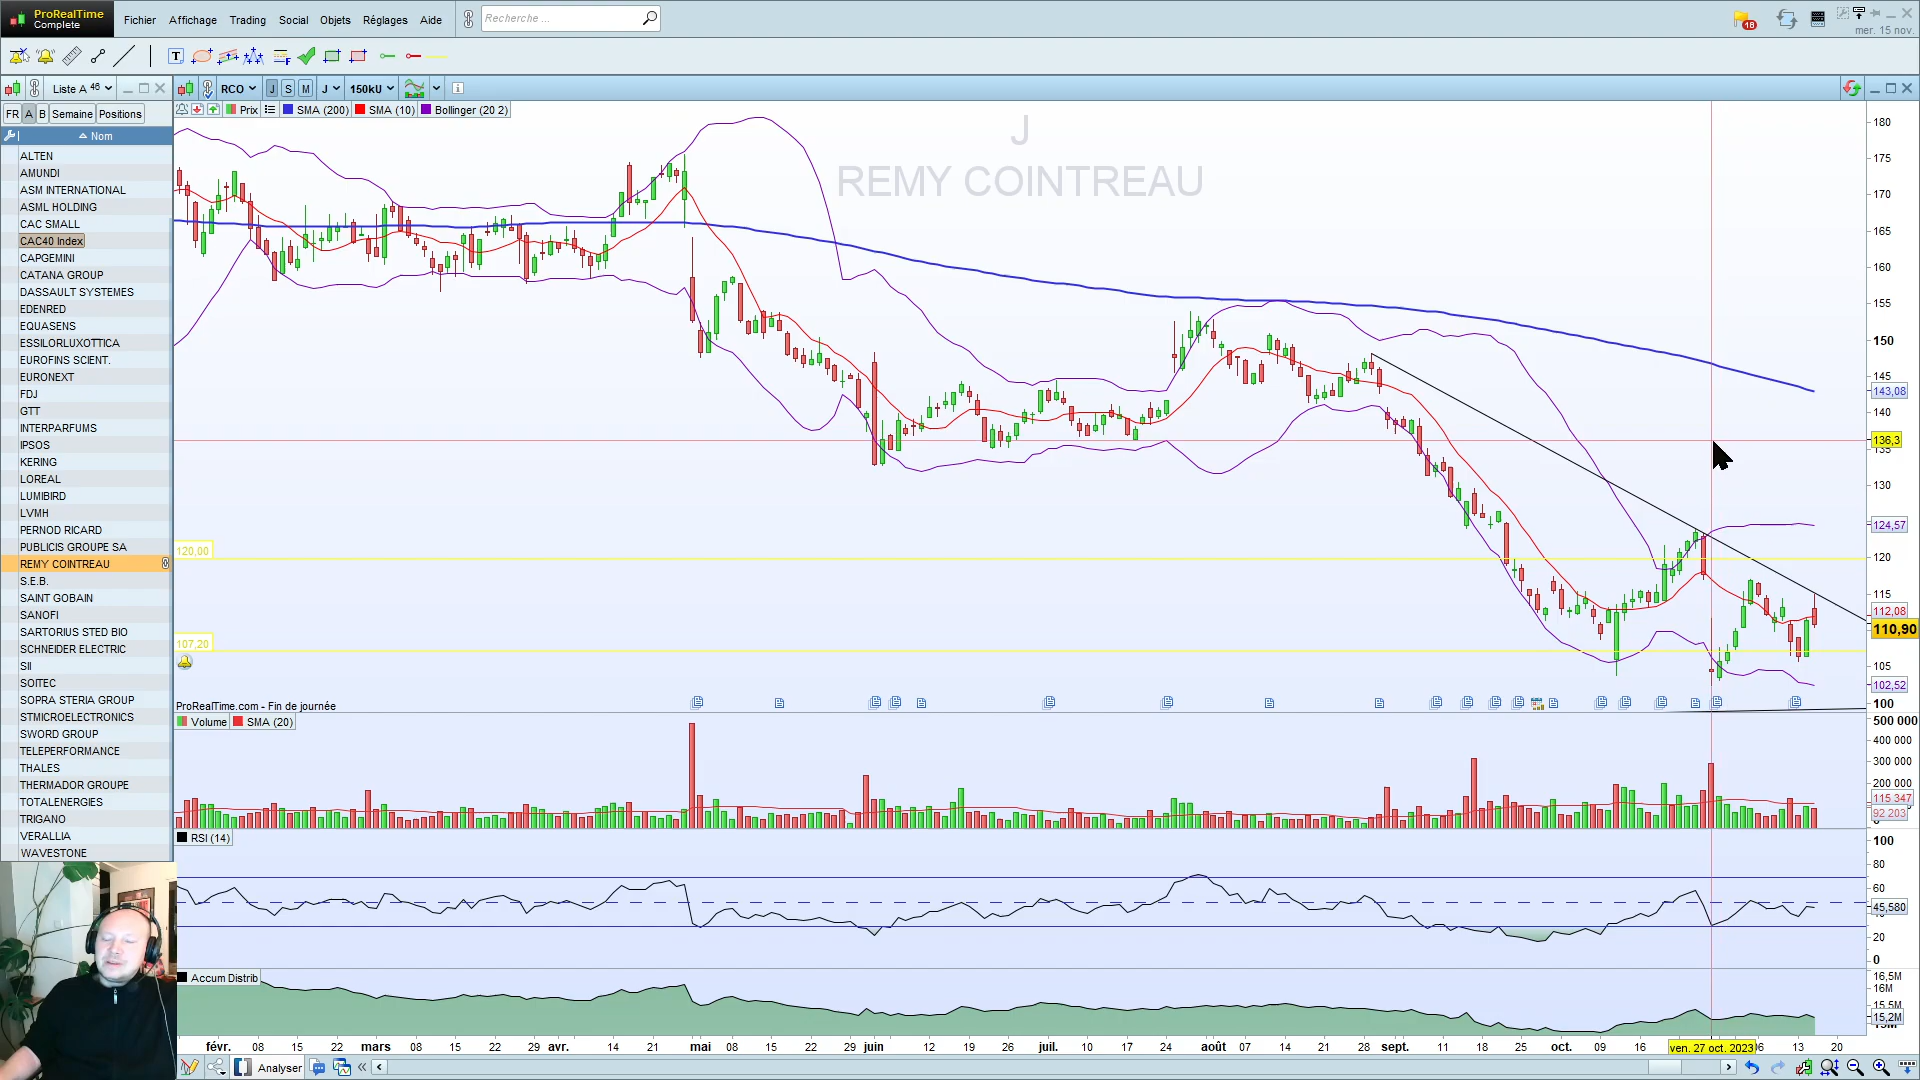 ProRealTime
Complete
Fichier Affichage Trading Social Objets Réglages Aide
Recherche ...
18
mer. 15 nov.
Liste A 46
RCO J S M J 150kU
FR A B Semaine Positions
Prix SMA (200) SMA (10) Bollinger (20 2)
Nom
ALTEN
AMUNDI
ASM INTERNATIONAL
ASML HOLDING
CAC SMALL
CAC40 Index
CAPGEMINI
CATANA GROUP
DASSAULT SYSTEMES
EDENRED
EQUASENS
ESSILORLUXOTTICA
EUROFINS SCIENT.
EURONEXT
FDJ
GTT
INTERPARFUMS
IPSOS
KERING
LOREAL
LUMIBIRD
LVMH
PERNOD RICARD
PUBLICIS GROUPE SA
REMY COINTREAU
S.E.B.
SAINT GOBAIN
SANOFI
SARTORIUS STED BIO
SCHNEIDER ELECTRIC
SII
SOITEC
SOPRA STERIA GROUP
STMICROELECTRONICS
SWORD GROUP
TELEPERFORMANCE
THALES
THERMADOR GROUPE
TOTALENERGIES
TRIGANO
VERALLIA
WAVESTONE
J
REMY COINTREAU
180
175
170
165
160
155
150
145
143,08
140
136,3
135
130
124,57
120
115
112,08
110,90
105
102,52
100
120,00
107,20
ProRealTime.com - Fin de journée
Volume SMA (20)
500 000
400 000
300 000
200 000
115 347
92 203
RSI (14)
100
80
60
45,580
20
0
Accum Distrib
16,5M
16M
15,5M
15,2M
févr. 08 15 22 mars 08 15 22 29 avr. 14 21 mai 08 15 22 29 juin 12 19 26 juil. 10 17 24 août 07 14 21 28 sept. 11 18 25 oct. 09 16 ven. 27 oct. 2023 06 13 20
Analyser